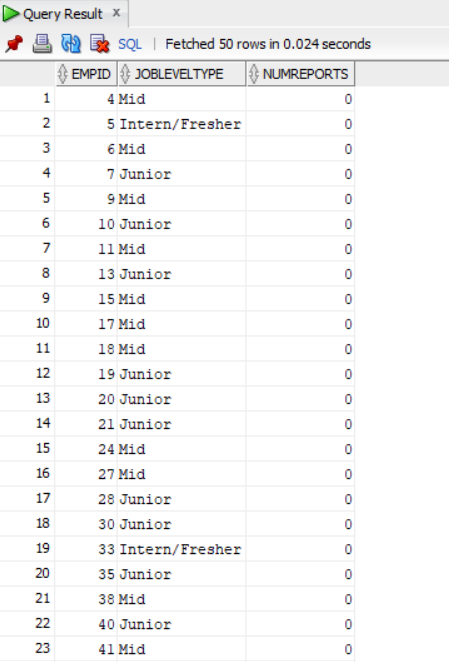 Query Result x
SQL | Fetched 50 rows in 0.024 seconds
EMPID JOBLEVELTYPE NUMREPORTS
1 4 Mid 0
2 5 Intern/Fresher 0
3 6 Mid 0
4 7 Junior 0
5 9 Mid 0
6 10 Junior 0
7 11 Mid 0
8 13 Junior 0
9 15 Mid 0
10 17 Mid 0
11 18 Mid 0
12 19 Junior 0
13 20 Junior 0
14 21 Junior 0
15 24 Mid 0
16 27 Mid 0
17 28 Junior 0
18 30 Junior 0
19 33 Intern/Fresher 0
20 35 Junior 0
21 38 Mid 0
22 40 Junior 0
23 41 Mid 0